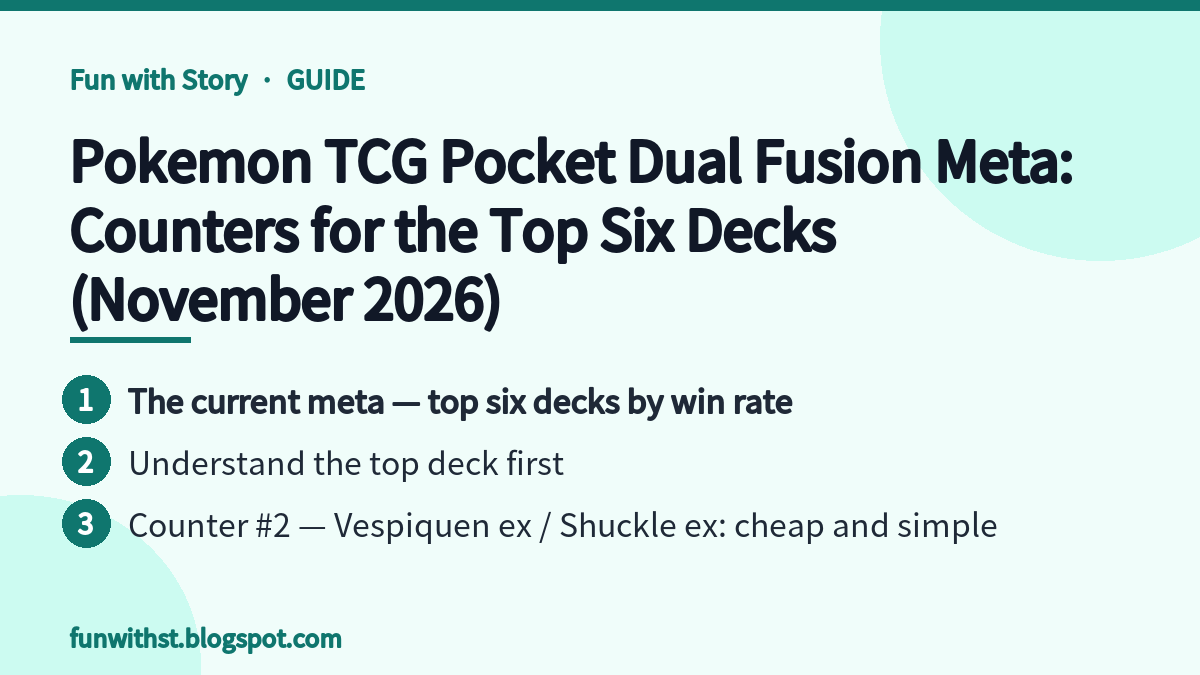 Fun with Story · GUIDE
Pokemon TCG Pocket Dual Fusion Meta:
Counters for the Top Six Decks
(November 2026)
1 The current meta — top six decks by win rate
2 Understand the top deck first
3 Counter #2 — Vespiquen ex / Shuckle ex: cheap and simple
funwithst.blogspot.com